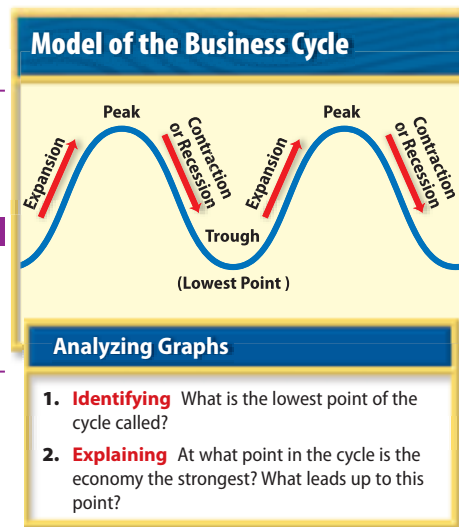 Model of the Business Cycle
Peak
Peak
Expansion
Contraction
or Recession
Expansion
Contraction
or Recession
Trough
(Lowest Point )
Analyzing Graphs
1. Identifying What is the lowest point of the
cycle called?
2. Explaining At what point in the cycle is the
economy the strongest? What leads up to this
point?